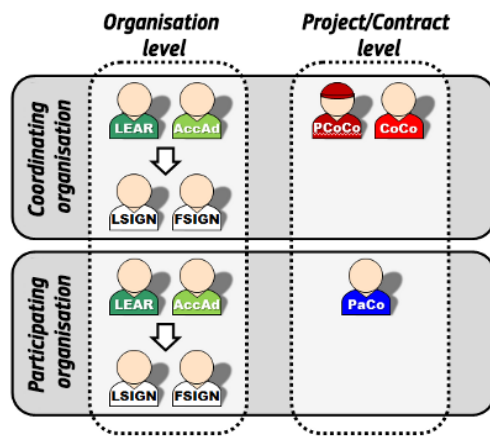 Organisation
level
Project/Contract
level
Coordinating
organisation
LEAR
AccAd
PCoCo
CoCo
LSIGN
FSIGN
Participating
organisation
LEAR
AccAd
PaCo
LSIGN
FSIGN